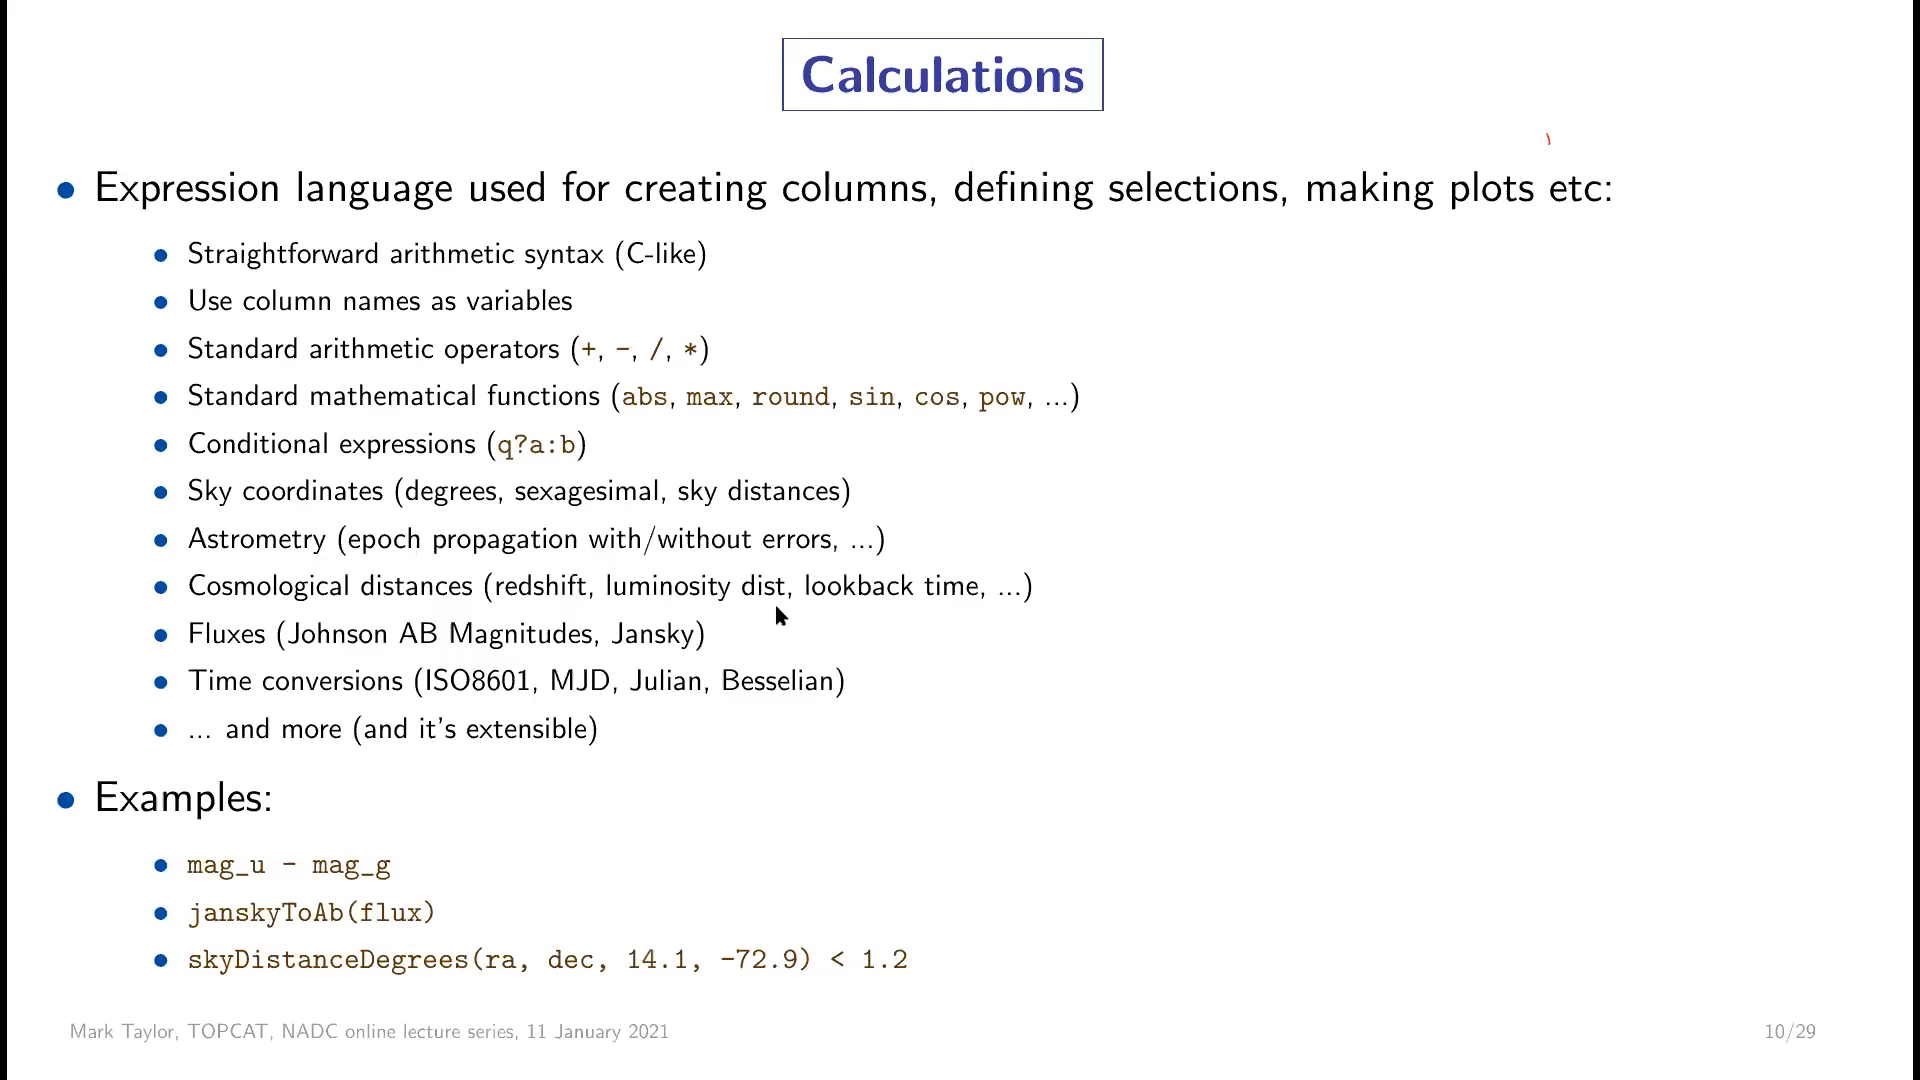 Calculations
• Expression language used for creating columns, defining selections, making plots etc:
• Straightforward arithmetic syntax (C-like)
• Use column names as variables
• Standard arithmetic operators (+, -, /, *)
• Standard mathematical functions (abs, max, round, sin, cos, pow, ...)
• Conditional expressions (q?a:b)
• Sky coordinates (degrees, sexagesimal, sky distances)
• Astrometry (epoch propagation with/without errors, ...)
• Cosmological distances (redshift, luminosity dist, lookback time, ...)
• Fluxes (Johnson AB Magnitudes, Jansky)
• Time conversions (ISO8601, MJD, Julian, Besselian)
• ... and more (and it's extensible)
• Examples:
• mag_u - mag_g
• janskyToAb(flux)
• skyDistanceDegrees(ra, dec, 14.1, -72.9) < 1.2
Mark Taylor, TOPCAT, NADC online lecture series, 11 January 2021
10/29